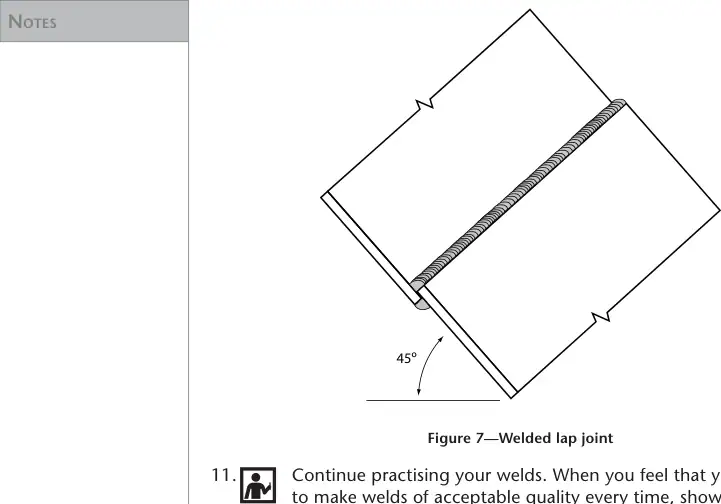 NOTES
45º
Figure 7—Welded lap joint
11. Continue practising your welds. When you feel that y
to make welds of acceptable quality every time, show